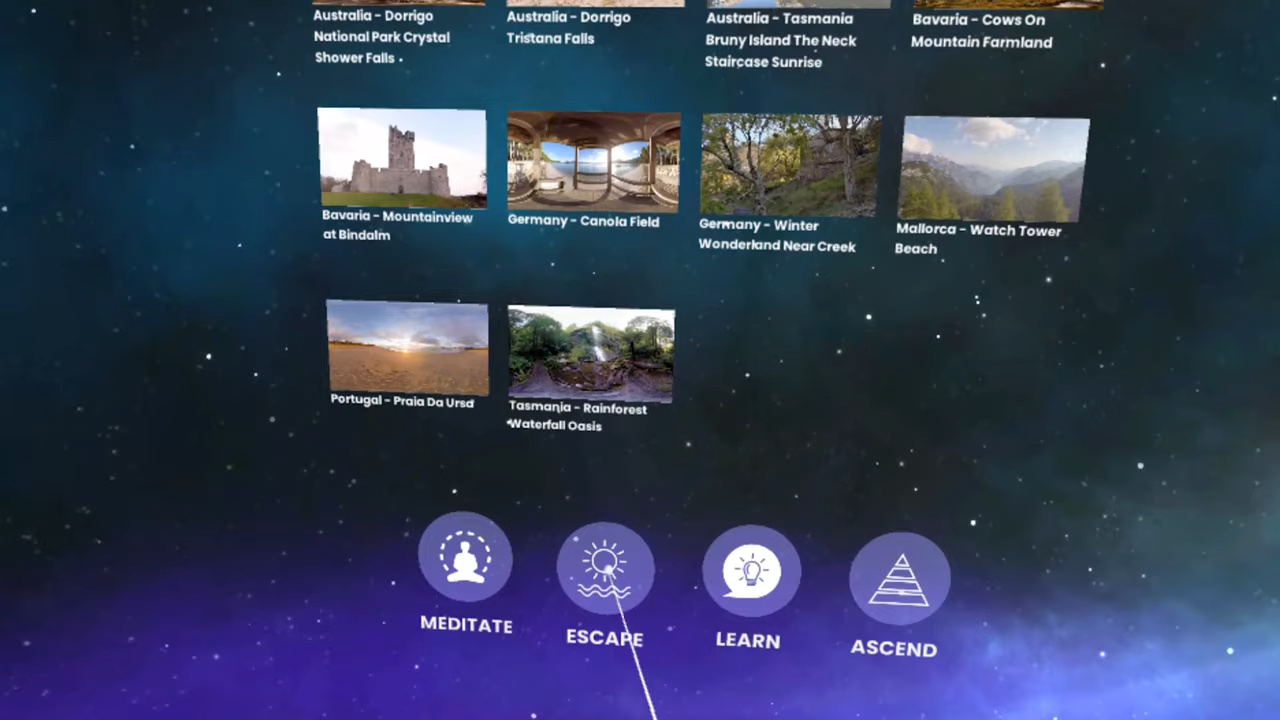 Australia - Dorrigo
National Park Crystal
Shower Falls
Australia - Dorrigo
Tristana Falls
Australia - Tasmania
Bruny Island The Neck
Staircase Sunrise
Bavaria - Cows On
Mountain Farmland
Bavaria - Mountainview
at Bindalm
Germany - Canola Field
Germany - Winter
Wonderland Near Creek
Mallorca - Watch Tower
Beach
Portugal - Praia Da Ursa
Tasmania - Rainforest
Waterfall Oasis
MEDITATE
ESCAPE
LEARN
ASCEND